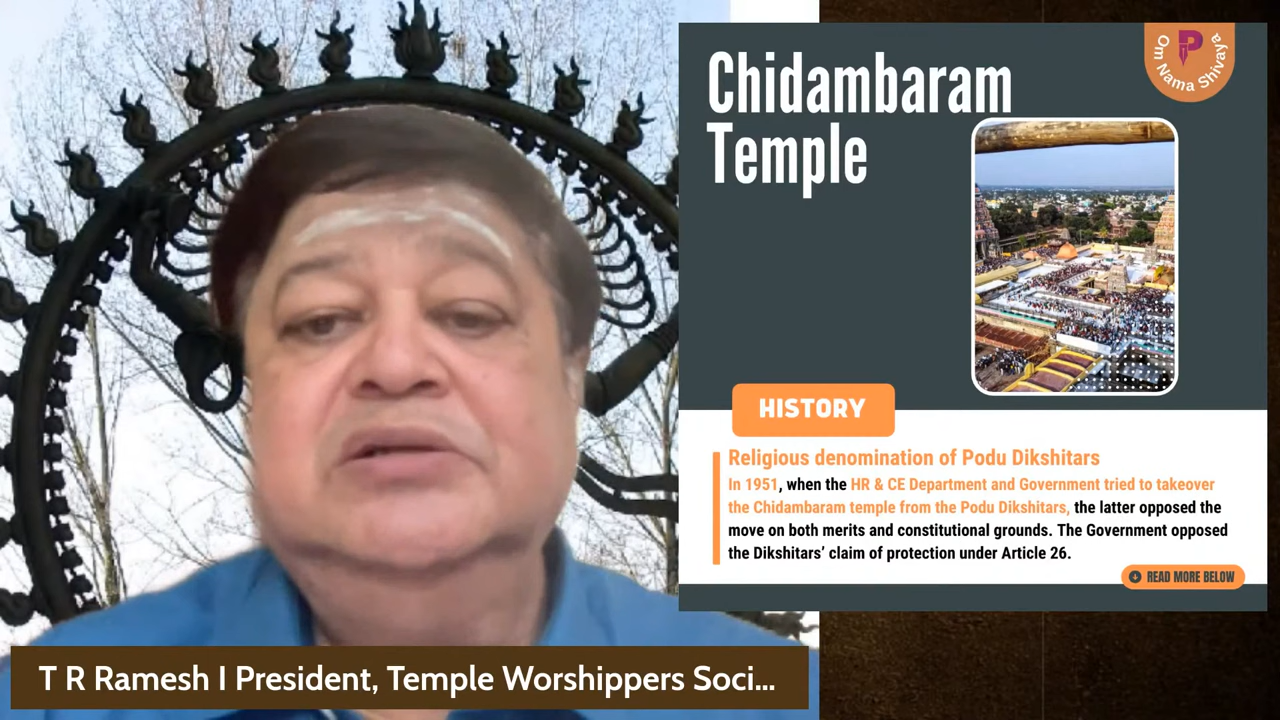 Chidambaram
Temple
Om Nama Shivaya
HISTORY
Religious denomination of Podu Dikshitars
In 1951, when the HR & CE Department and Government tried to takeover
the Chidambaram temple from the Podu Dikshitars, the latter opposed the
move on both merits and constitutional grounds. The Government opposed
the Dikshitars’ claim of protection under Article 26.
READ MORE BELOW
T R Ramesh I President, Temple Worshippers Soci...